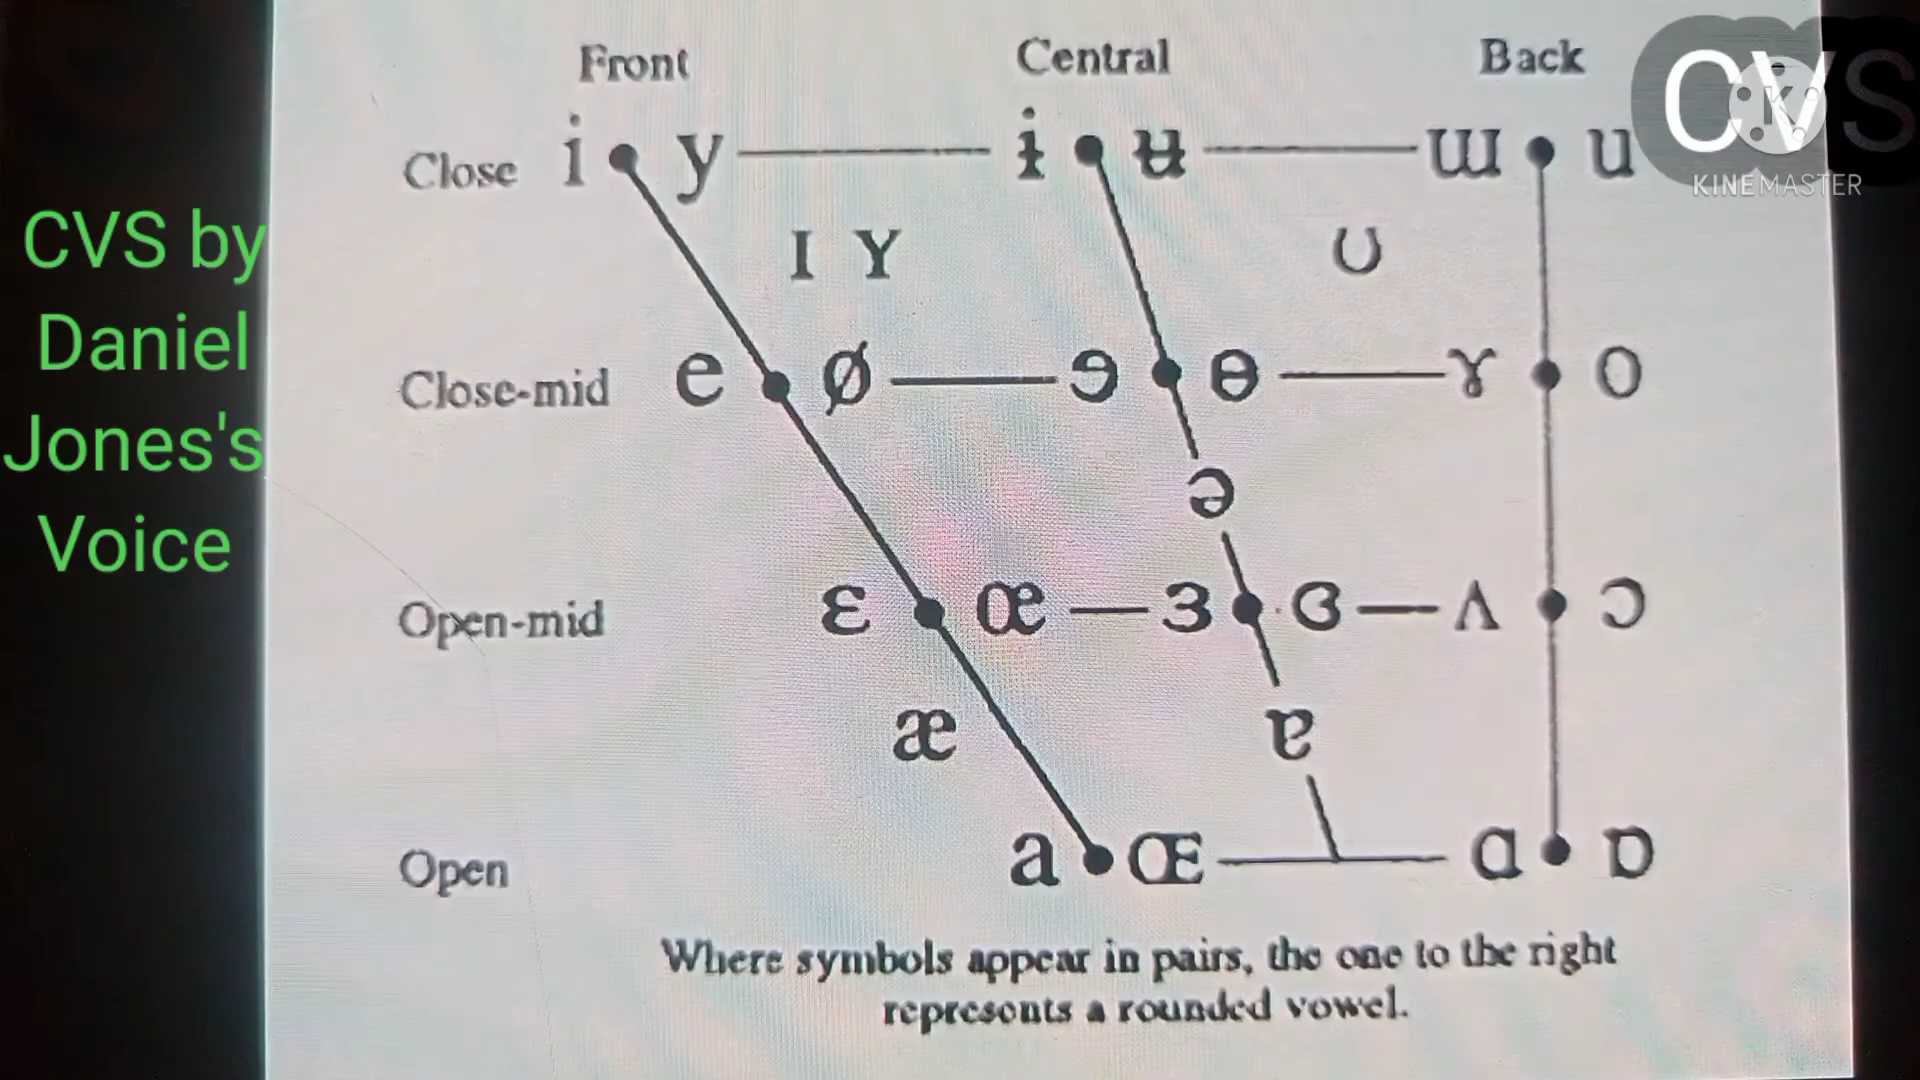 Front Central Back
Close i y ɨ ʉ ɯ u
I Y ʊ
Close-mid e ø ɘ ɵ ɤ o
ə
Open-mid ɛ œ ɜ ɞ ʌ ɔ
æ ɐ
Open a Œ ɑ ɒ
Where symbols appear in pairs, the one to the right
represents a rounded vowel.
CVS by
Daniel
Jones's
Voice
CVS
KINEMASTER